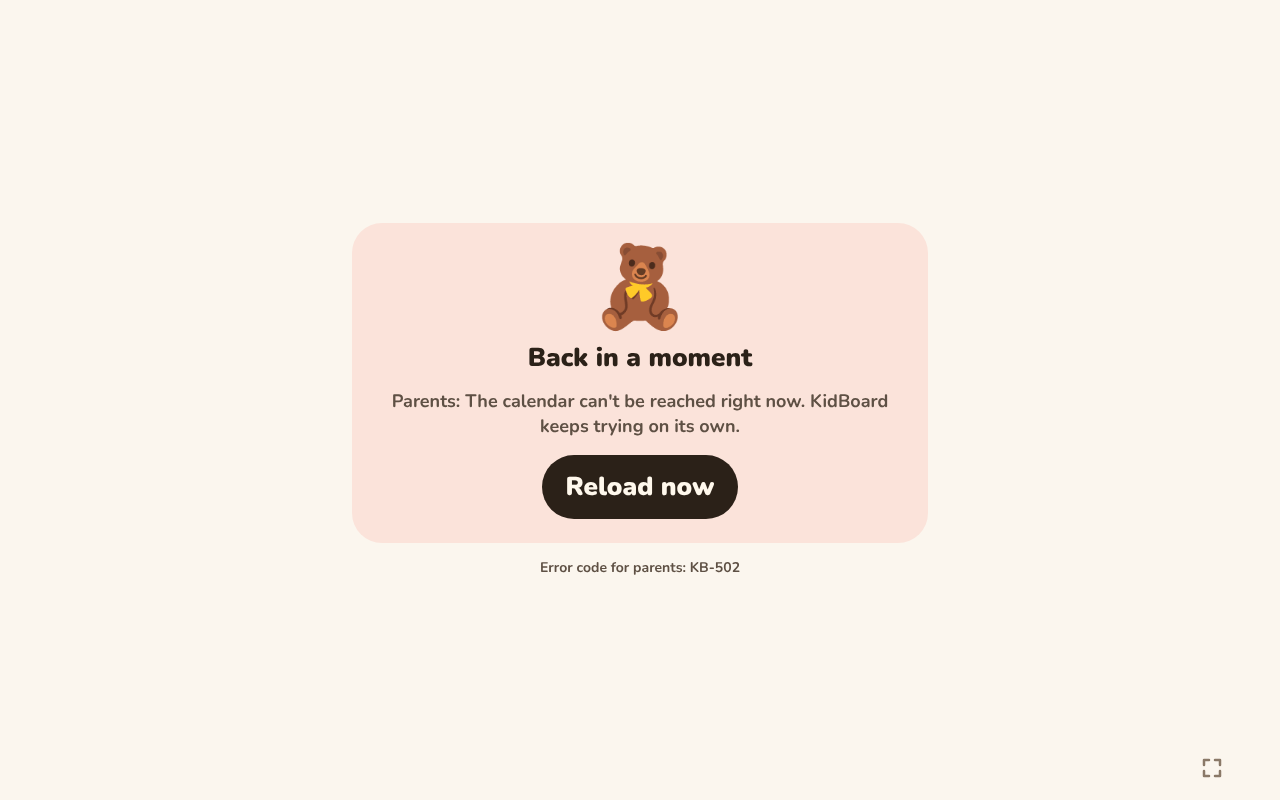 Back in a moment
Parents: The calendar can't be reached right now. KidBoard
keeps trying on its own.
Reload now
Error code for parents: KB-502